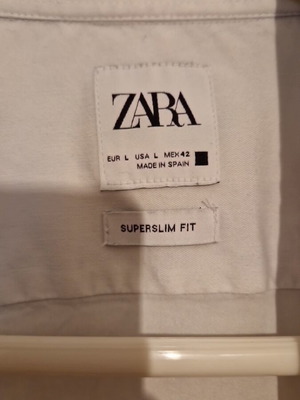 ZARA
EUR L USA L MEX 42
MADE IN SPAIN
SUPERSLIM FIT